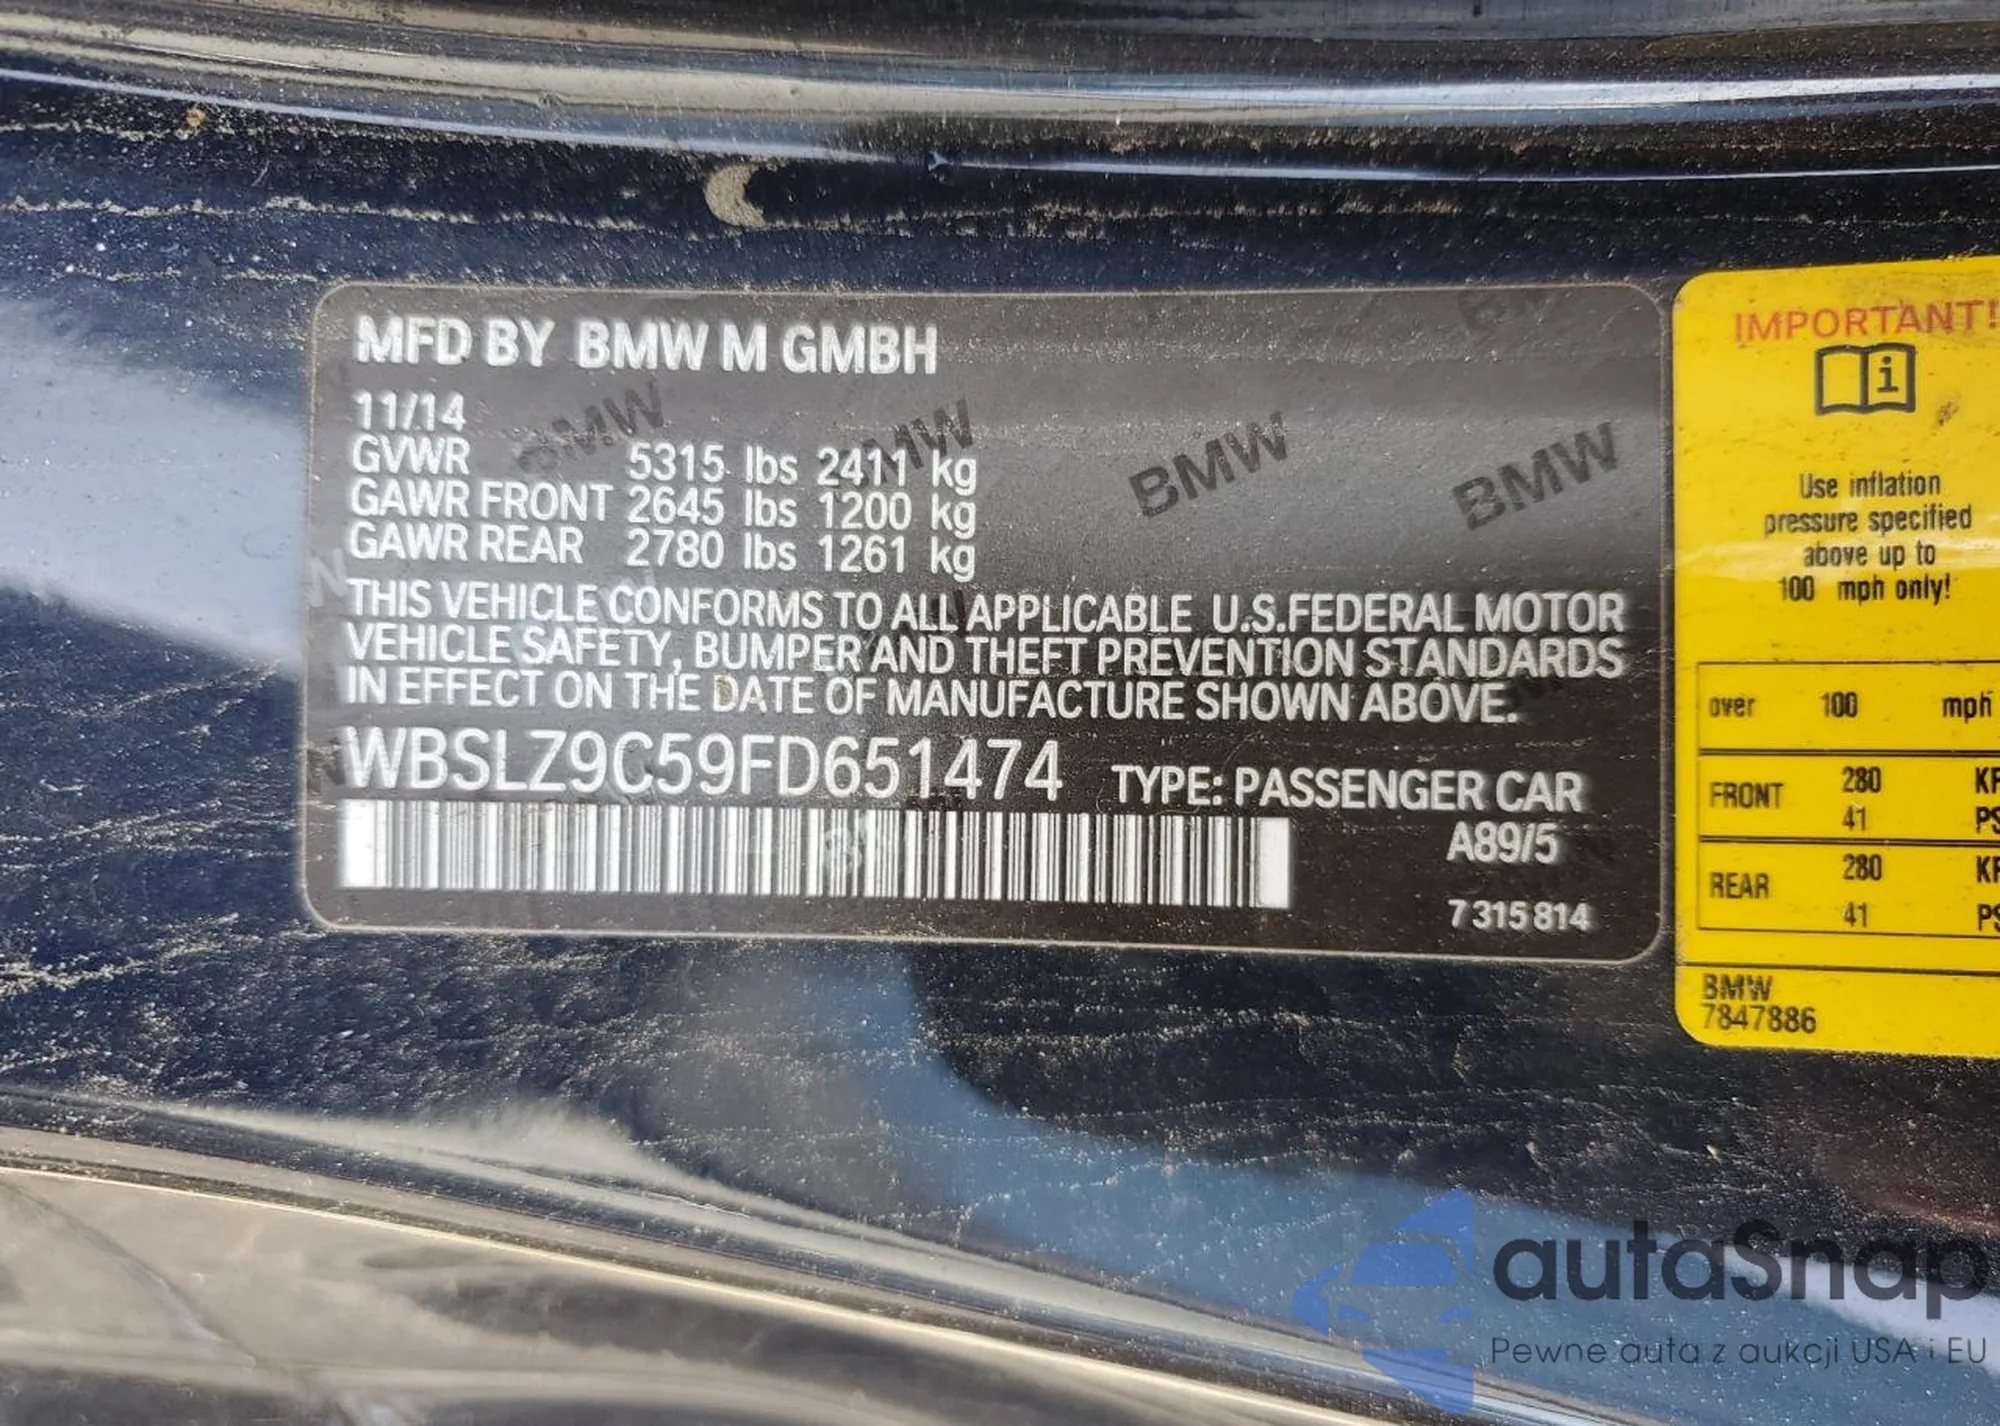 MFD BY BMW M GMBH
11/14
GVWR 5315 lbs 2411 kg
GAWR FRONT 2645 lbs 1200 kg
GAWR REAR 2780 lbs 1261 kg
THIS VEHICLE CONFORMS TO ALL APPLICABLE U.S.FEDERAL MOTOR
VEHICLE SAFETY, BUMPER AND THEFT PREVENTION STANDARDS
IN EFFECT ON THE DATE OF MANUFACTURE SHOWN ABOVE.
WBSLZ9C59FD651474 TYPE: PASSENGER CAR
A89/5
7 315 814
BMW BMW BMW BMW
IMPORTANT!
i
Use inflation
pressure specified
above up to
100 mph only!
over 100 mph
FRONT 280
41
REAR 280
41
BMW
7847886
autaSnap
Pewne auta z aukcji USA i EU